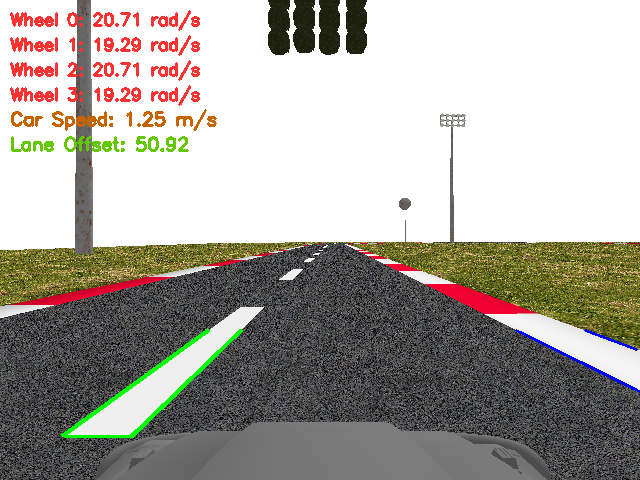 Wheel 0: 20.71 rad/s
Wheel 1: 19.29 rad/s
Wheel 2: 20.71 rad/s
Wheel 3: 19.29 rad/s
Car Speed: 1.25 m/s
Lane Offset: 50.92